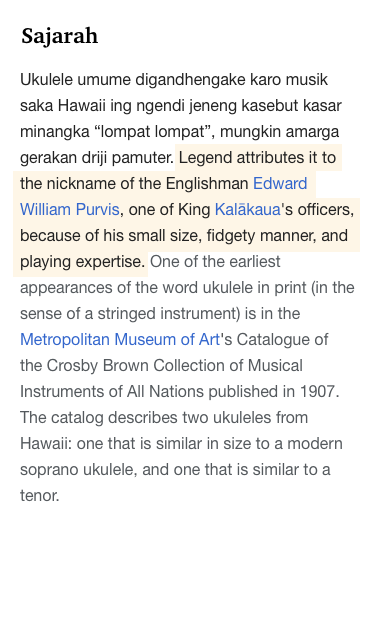 Sajarah
Ukulele umume digandhengake karo musik
saka Hawaii ing ngendi jeneng kasebut kasar
minangka “lompat lompat”, mungkin amarga
gerakan driji pamuter. Legend attributes it to
the nickname of the Englishman Edward
William Purvis, one of King Kalākaua's officers,
because of his small size, fidgety manner, and
playing expertise. One of the earliest
appearances of the word ukulele in print (in the
sense of a stringed instrument) is in the
Metropolitan Museum of Art's Catalogue of
the Crosby Brown Collection of Musical
Instruments of All Nations published in 1907.
The catalog describes two ukuleles from
Hawaii: one that is similar in size to a modern
soprano ukulele, and one that is similar to a
tenor.